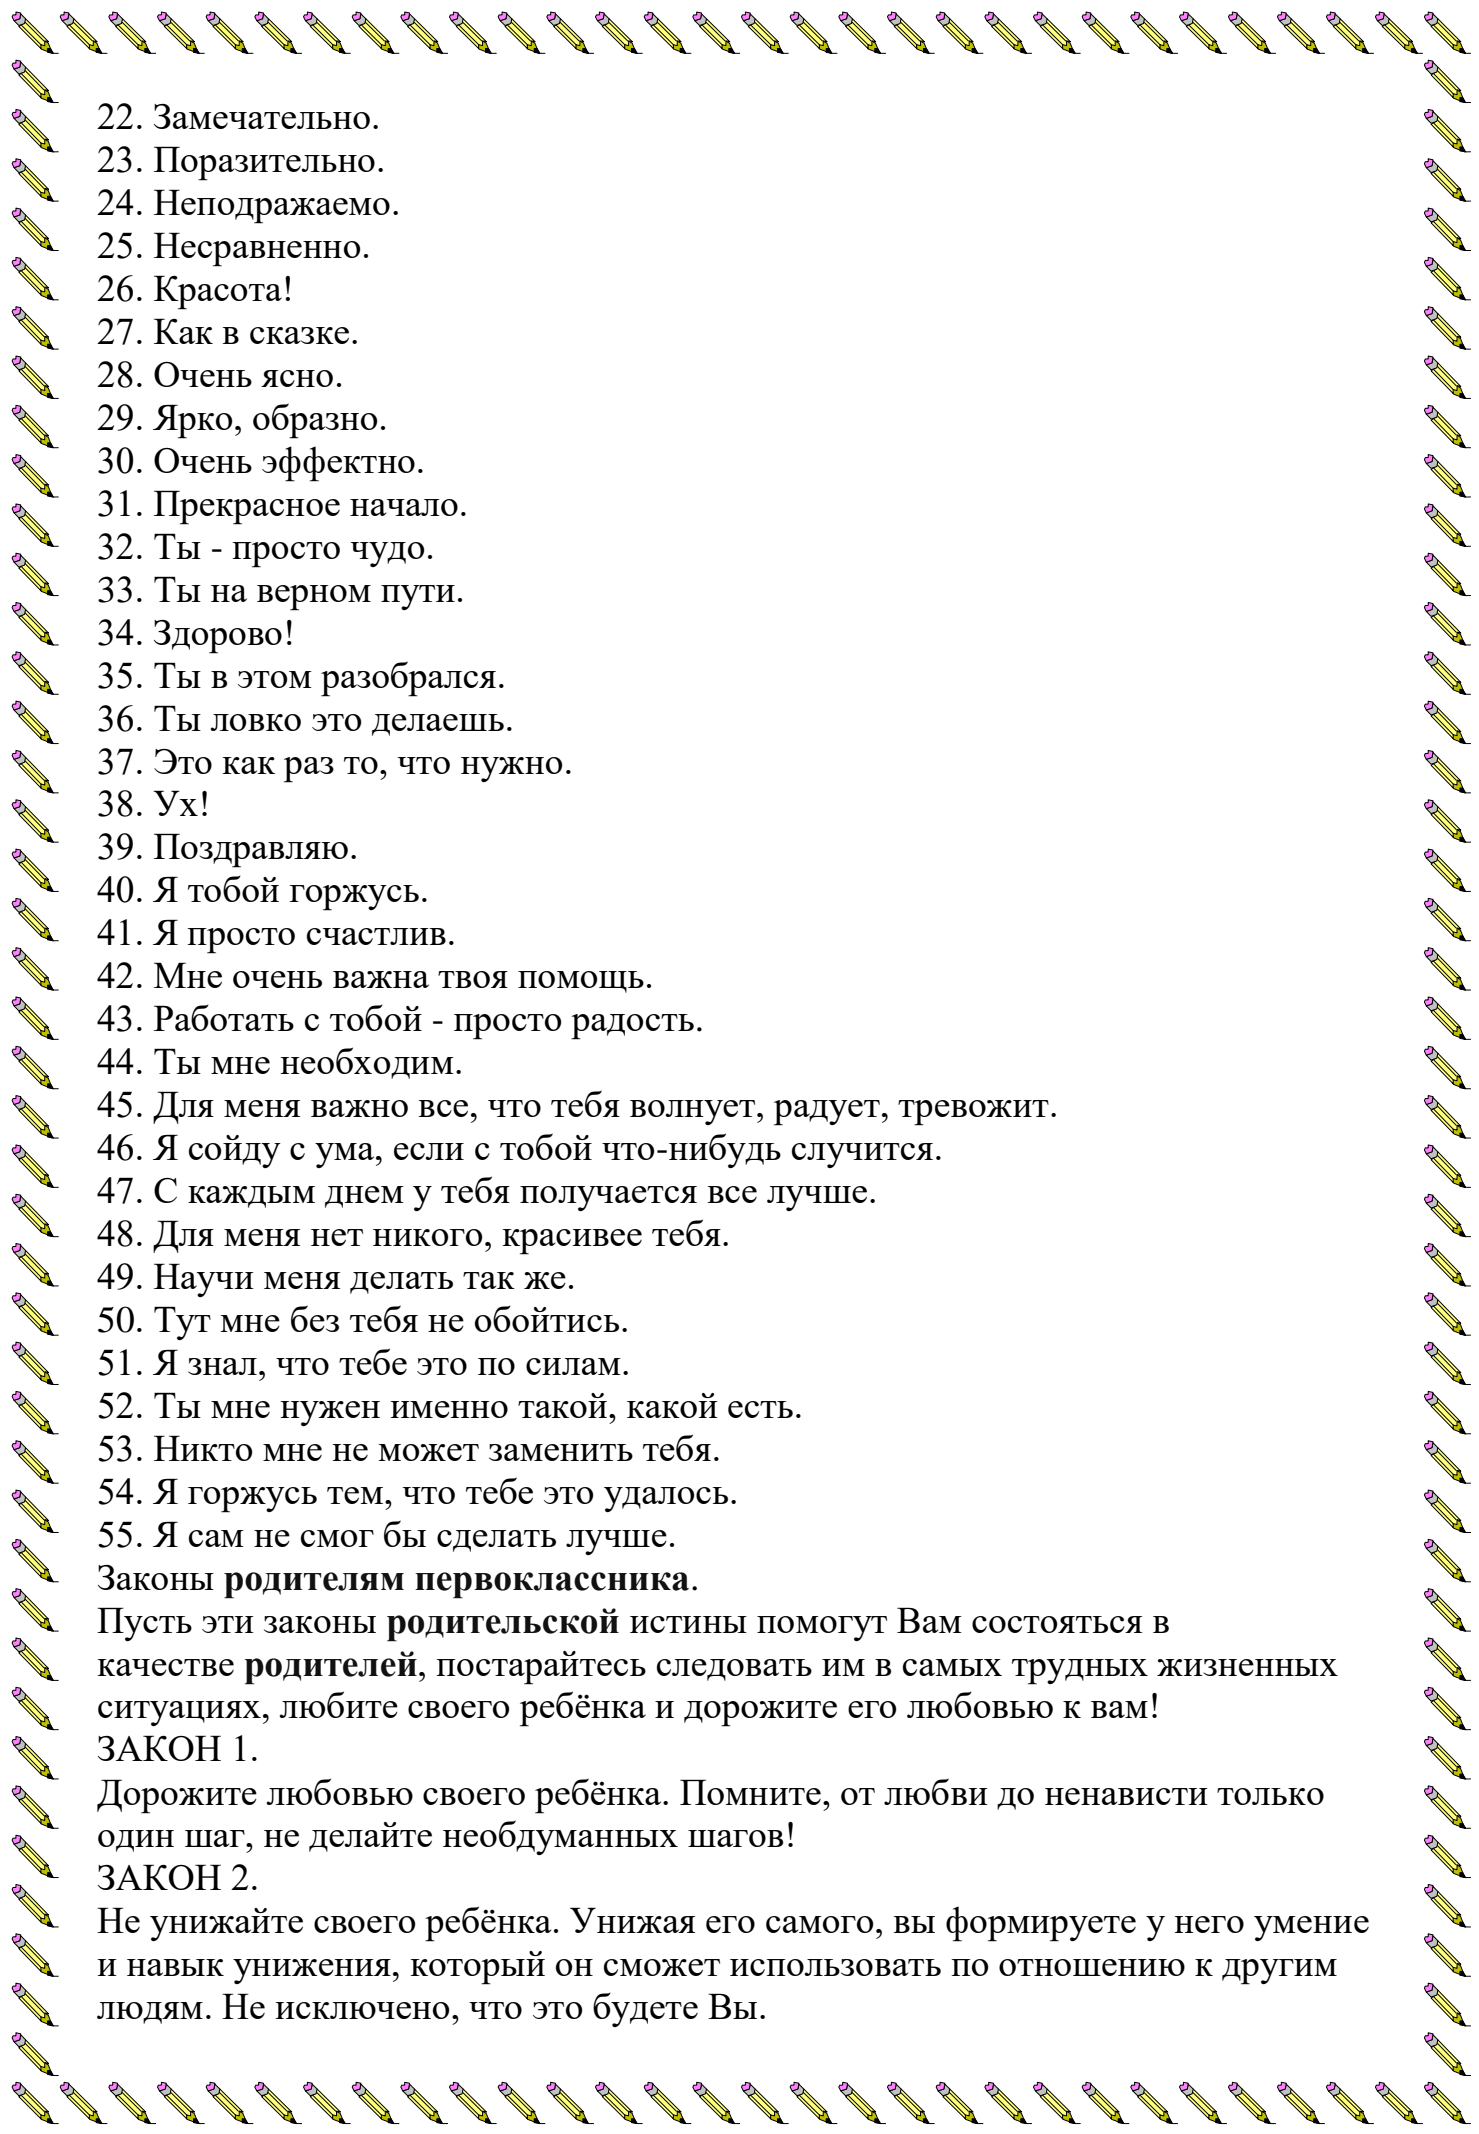 22. Замечательно.
23. Поразительно.
24. Неподражаемо.
25. Несравненно.
26. Красота!
27. Как в сказке.
28. Очень ясно.
29. Ярко, образно.
30. Очень эффектно.
31. Прекрасное начало.
32. Ты - просто чудо.
33. Ты на верном пути.
34. Здорово!
35. Ты в этом разобрался.
36. Ты ловко это делаешь.
37. Это как раз то, что нужно.
38. Ух!
39. Поздравляю.
40. Я тобой горжусь.
41. Я просто счастлив.
42. Мне очень важна твоя помощь.
43. Работать с тобой - просто радость.
44. Ты мне необходим.
45. Для меня важно все, что тебя волнует, радует, тревожит.
46. Я сойду с ума, если с тобой что-нибудь случится.
47. С каждым днем у тебя получается все лучше.
48. Для меня нет никого, красивее тебя.
49. Научи меня делать так же.
50. Тут мне без тебя не обойтись.
51. Я знал, что тебе это по силам.
52. Ты мне нужен именно такой, какой есть.
53. Никто мне не может заменить тебя.
54. Я горжусь тем, что тебе это удалось.
55. Я сам не смог бы сделать лучше.
Законы родителям первоклассника.
Пусть эти законы родительской истины помогут Вам состояться в
качестве родителей, постарайтесь следовать им в самых трудных жизненных
ситуациях, любите своего ребёнка и дорожите его любовью к вам!
ЗАКОН 1.
Дорожите любовью своего ребёнка. Помните, от любви до ненависти только
один шаг, не делайте необдуманных шагов!
ЗАКОН 2.
Не унижайте своего ребёнка. Унижая его самого, вы формируете у него умение
и навык унижения, который он сможет использовать по отношению к другим
людям. Не исключено, что это будете Вы.